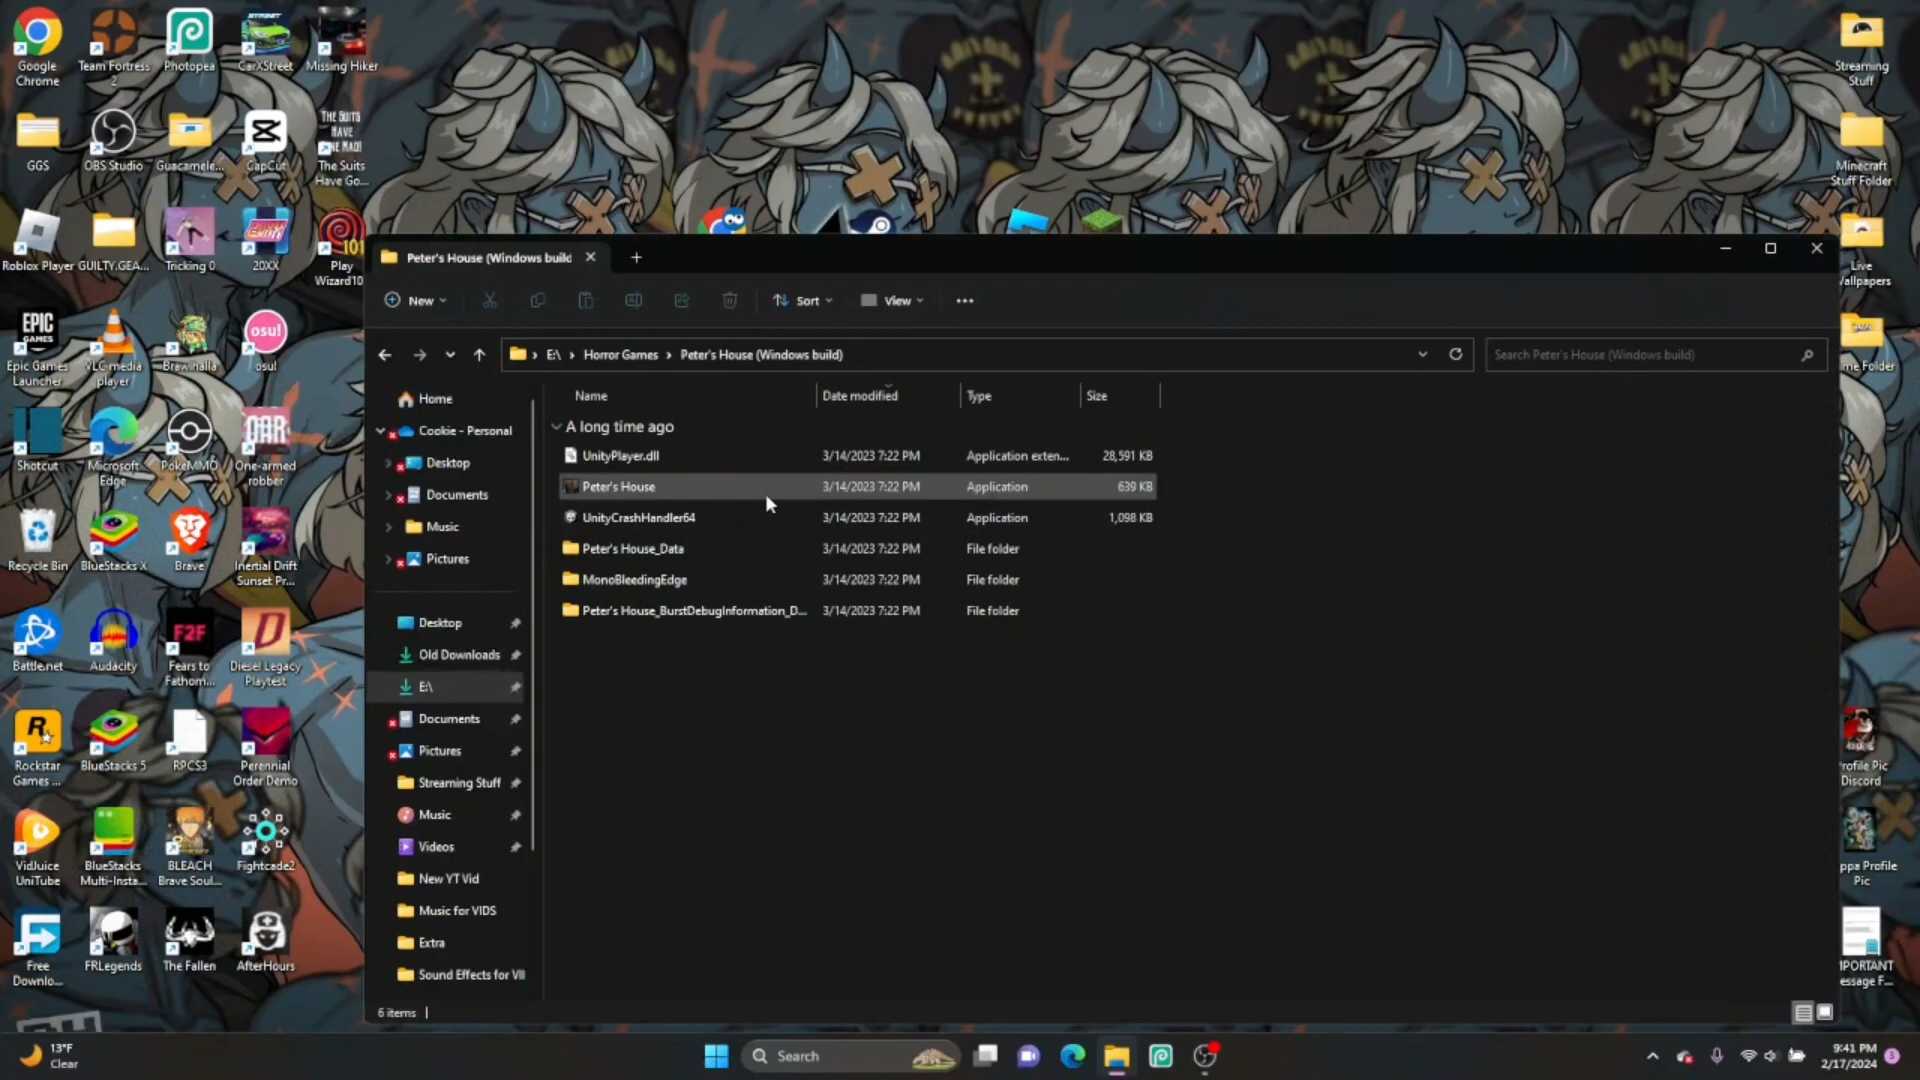 Google
Chrome
Team Fortress
2
Photopea
CarXStreet
Missing Hiker
GGS
OBS Studio
Guacamele...
CapCut
THE SUITS
HAVE
The Suits
Have Go...
Roblox Player
GUILTY.GEA...
Tricking 0
20XX
101
Play
Wizard10
EPIC
GAMES
Epic Games
Launcher
VLC media
player
Brawlhalla
osu!
osu!
Shotcut
Microsoft
Edge
PokeMMO
One-armed
robber
Recycle Bin
BlueStacks X
Brave
Inertial Drift
Sunset Pr...
Battle.net
Audacity
F2F
Fears to
Fathom...
Diesel Legacy
Playtest
Rockstar
Games ...
BlueStacks 5
RPCS3
Perennial
Order Demo
VidJuice
UniTube
BlueStacks
Multi-Insta...
BLEACH
Brave Soul...
Fightcade2
Free
Downlo...
FRLegends
The Fallen
AfterHours
Streaming
Stuff
Minecraft
Stuff Folder
Live
Wallpapers
me Folder
rofile Pic
Discord
ppa Profile
Pic
IPORTANT
essage F...
Peter's House (Windows build
New
Sort
View
E:\ › Horror Games › Peter's House (Windows build)
Search Peter's House (Windows build)
Home
Cookie - Personal
Desktop
Documents
Music
Pictures
Desktop
Old Downloads
E:\
Documents
Pictures
Streaming Stuff
Music
Videos
New YT Vid
Music for VIDS
Extra
Sound Effects for VII
Name Date modified Type Size
A long time ago
UnityPlayer.dll 3/14/2023 7:22 PM Application exten... 28,591 KB
Peter's House 3/14/2023 7:22 PM Application 639 KB
UnityCrashHandler64 3/14/2023 7:22 PM Application 1,098 KB
Peter's House_Data 3/14/2023 7:22 PM File folder
MonoBleedingEdge 3/14/2023 7:22 PM File folder
Peter's House_BurstDebugInformation_D... 3/14/2023 7:22 PM File folder
6 items
13°F
Clear
Search
9:41 PM
2/17/2024
3